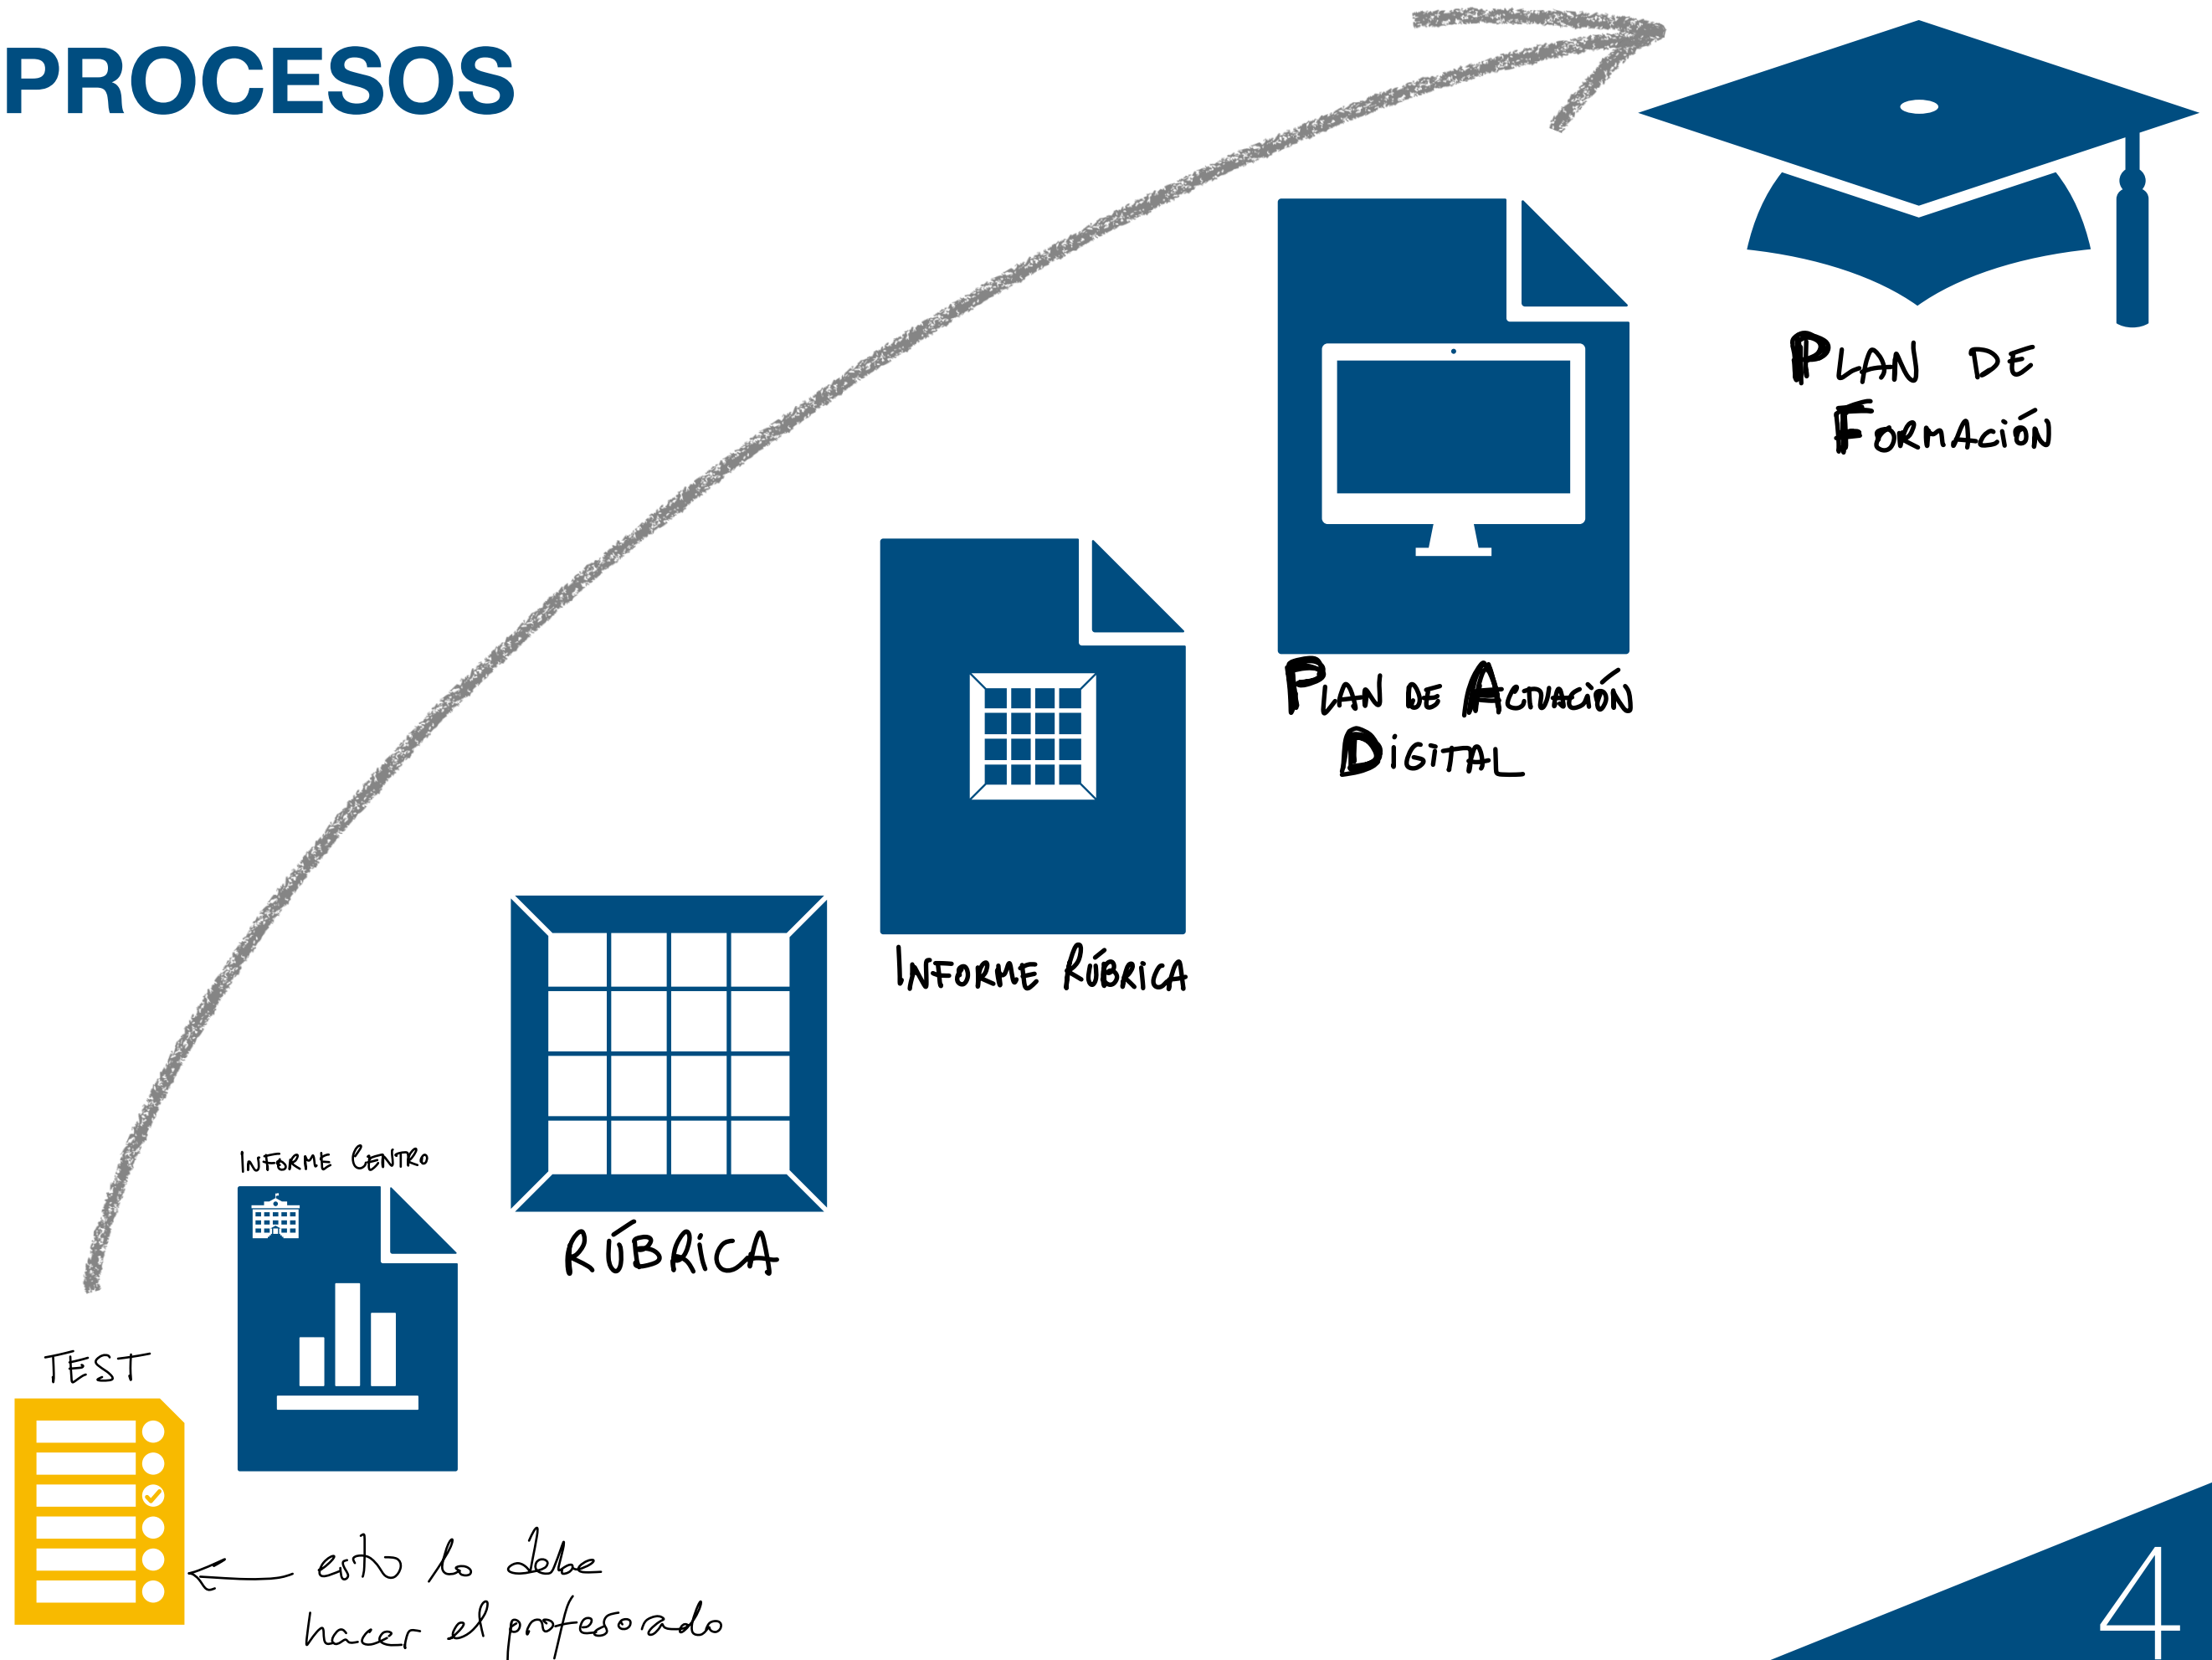 PROCESOS
PLAN DE
FORMACIÓN
PLAN DE ACTUACIÓN
DIGITAL
INFORME RÚBRICA
RÚBRICA
INFORME CENTRO
TEST
esto lo debe
hacer el profesorado
4